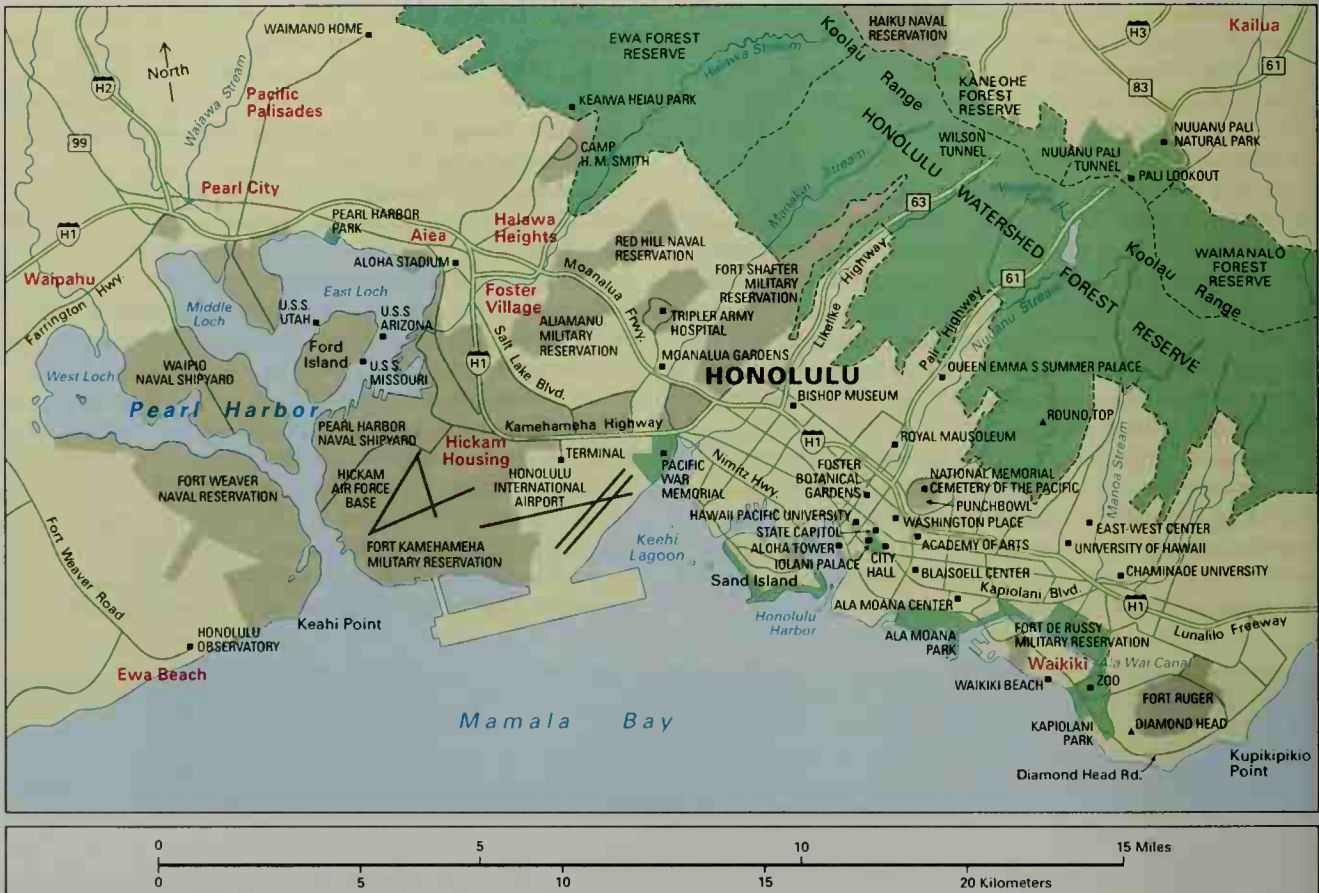 WAIMANO HOME
North
H2
Waiawa Stream
Pacific
Palisades
99
Pearl City
H1
Waipahu
Farrington Hwy.
EWA FOREST
RESERVE
Halawa Stream
KEAIWA HEIAU PARK
CAMP
H. M. SMITH
Koolau
Range
HAIKU NAVAL
RESERVATION
KANEOHE
FOREST
RESERVE
H3
Kailua
61
83
NUUANU PALI
NATURAL PARK
NUUANU PALI
TUNNEL
PALI LOOKOUT
WILSON
TUNNEL
HONOLULU
WATERSHED
FOREST
RESERVE
Koolau
Range
WAIMANALO
FOREST
RESERVE
Manakai Stream
63
61
Likelike Highway
Pali Highway
Nuuanu Stream
PEARL HARBOR
PARK
Aiea
Halawa
Heights
ALOHA STADIUM
Foster
Village
RED HILL NAVAL
RESERVATION
Moanalua Frwy.
FORT SHAFTER
MILITARY
RESERVATION
TRIPLER ARMY
HOSPITAL
ALIAMANU
MILITARY
RESERVATION
MOANALUA GARDENS
Salt Lake Blvd.
H1
Middle
Loch
East Loch
U.S.S.
UTAH
U.S.S
ARIZONA
Ford
Island
U.S.S.
MISSOURI
West Loch
WAIPIO
NAVAL SHIPYARD
Pearl Harbor
PEARL HARBOR
NAVAL SHIPYARD
Hickam
Housing
Kamehameha Highway
TERMINAL
HONOLULU
INTERNATIONAL
AIRPORT
HICKAM
AIR FORCE
BASE
FORT WEAVER
NAVAL RESERVATION
FORT KAMEHAMEHA
MILITARY RESERVATION
PACIFIC
WAR
MEMORIAL
Keehi
Lagoon
Fort Weaver Road
HONOLULU
OBSERVATORY
Keahi Point
Ewa Beach
HONOLULU
BISHOP MUSEUM
QUEEN EMMA S SUMMER PALACE
ROUND TOP
H1
ROYAL MAUSOLEUM
Nimitz Hwy.
FOSTER
BOTANICAL
GARDENS
NATIONAL MEMORIAL
CEMETERY OF THE PACIFIC
PUNCHBOWL
Manoa Stream
HAWAII PACIFIC UNIVERSITY
WASHINGTON PLACE
STATE CAPITOL
ACADEMY OF ARTS
ALOHA TOWER
IOLANI PALACE
CITY
HALL
EAST-WEST CENTER
UNIVERSITY OF HAWAII
CHAMINADE UNIVERSITY
BLAISOELL CENTER
Kapiolani Blvd.
Sand Island
Honolulu
Harbor
ALA MOANA CENTER
H1
Lunalilo Freeway
ALA MOANA
PARK
FORT DE RUSSY
MILITARY RESERVATION
Waikiki
Ala Wai Canal
WAIKIKI BEACH
ZOO
FORT RUGER
KAPIOLANI
PARK
DIAMOND HEAD
Kupikipikio
Point
Diamond Head Rd.
Mamala Bay
0 5 10 15 Miles
0 5 10 15 20 Kilometers